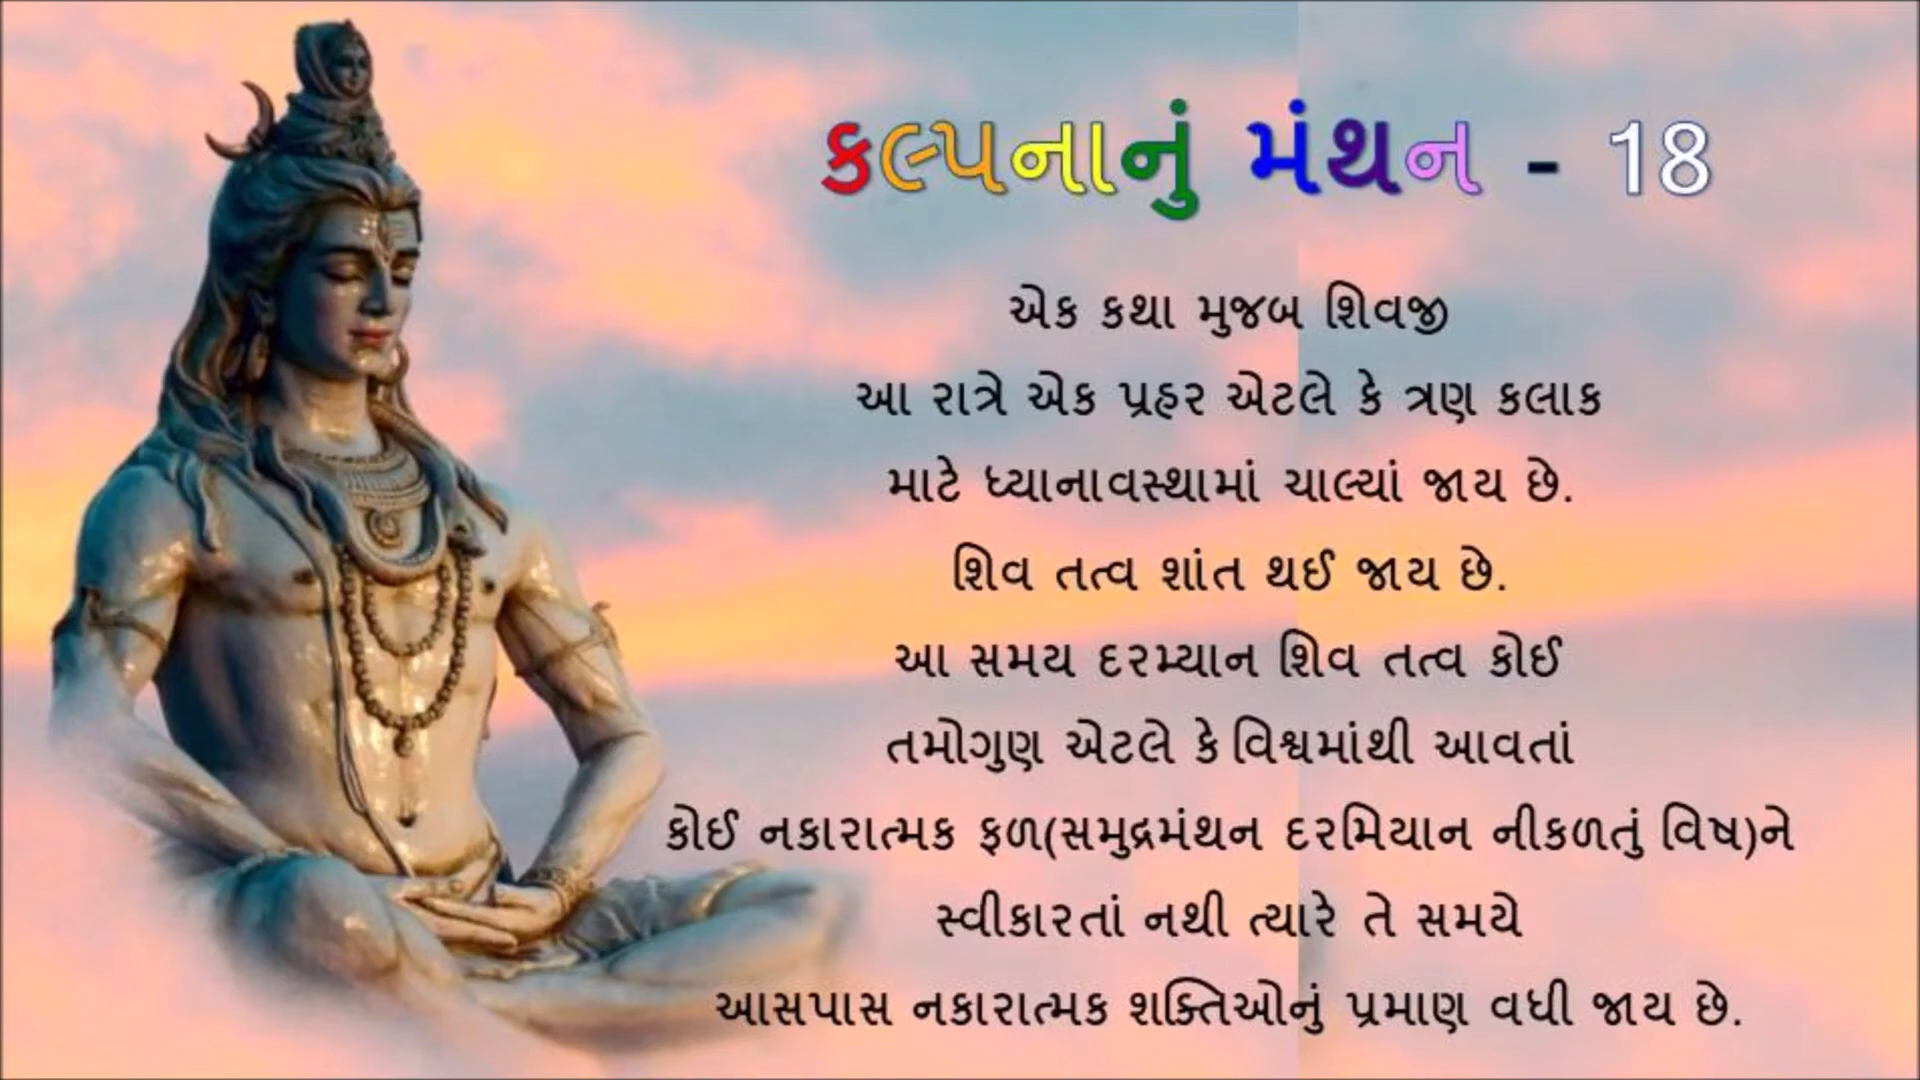 કલ્પનાનું મંથન - 18
એક કથા મુજબ શિવજી
આ રાત્રે એક પ્રહર એટલે કે ત્રણ કલાક
માટે ધ્યાનાવસ્થામાં ચાલ્યાં જાય છે.
શિવ તત્વ શાંત થઈ જાય છે.
આ સમય દરમ્યાન શિવ તત્વ કોઈ
તમોગુણ એટલે કે વિશ્વમાંથી આવતાં
કોઈ નકારાત્મક ફળ(સમુદ્રમંથન દરમિયાન નીકળતું વિષ)ને
સ્વીકારતાં નથી ત્યારે તે સમયે
આસપાસ નકારાત્મક શક્તિઓનું પ્રમાણ વધી જાય છે.